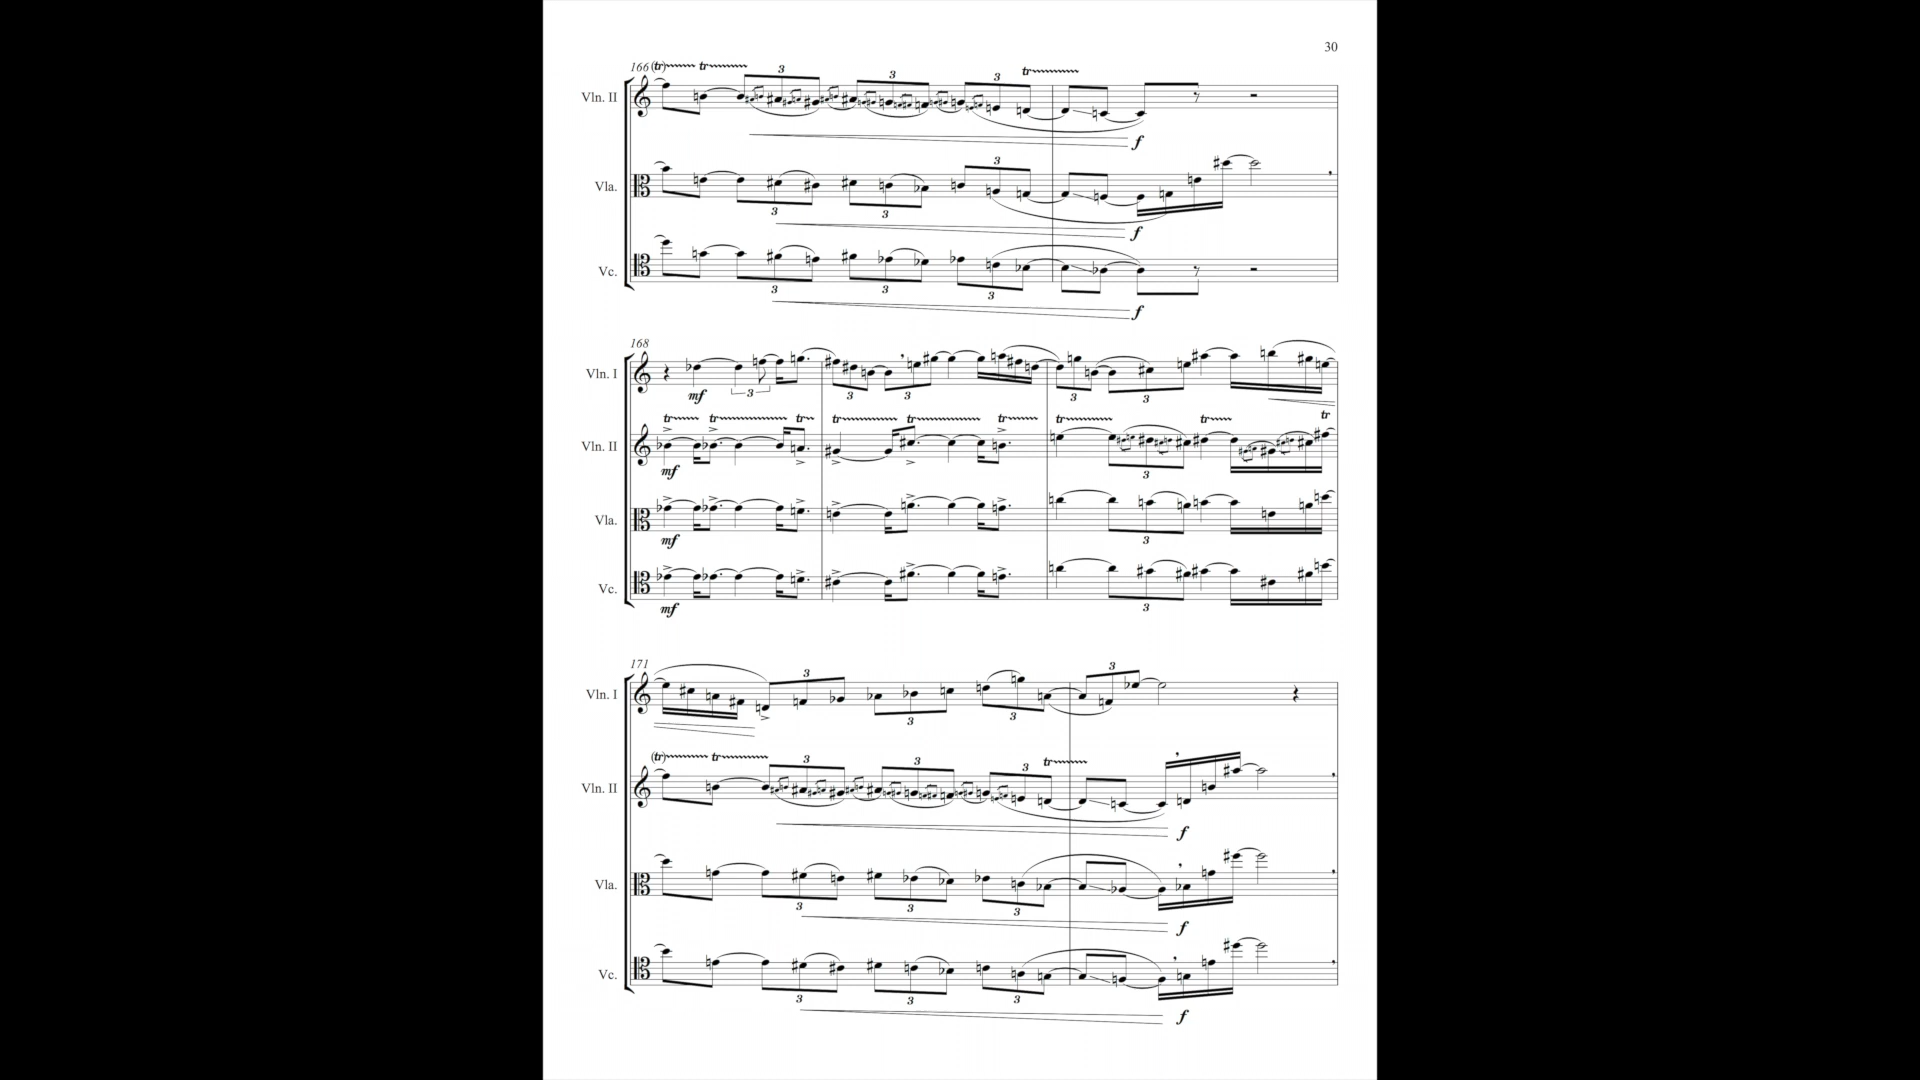 30
166 (tr) tr 3 3 3 tr
Vln. II
f
Vla.
3
3 3
f
Vc.
3 3 3
f
168
Vln. I
mf 3 3 3 3 3
tr tr tr tr tr tr tr tr tr
Vln. II
mf 3
Vla.
mf 3
Vc.
mf 3
171
Vln. I
3 3 3 3
(tr) tr 3 3 3 tr
Vln. II
f
Vla.
3 3 3
f
Vc.
3 3 3
f